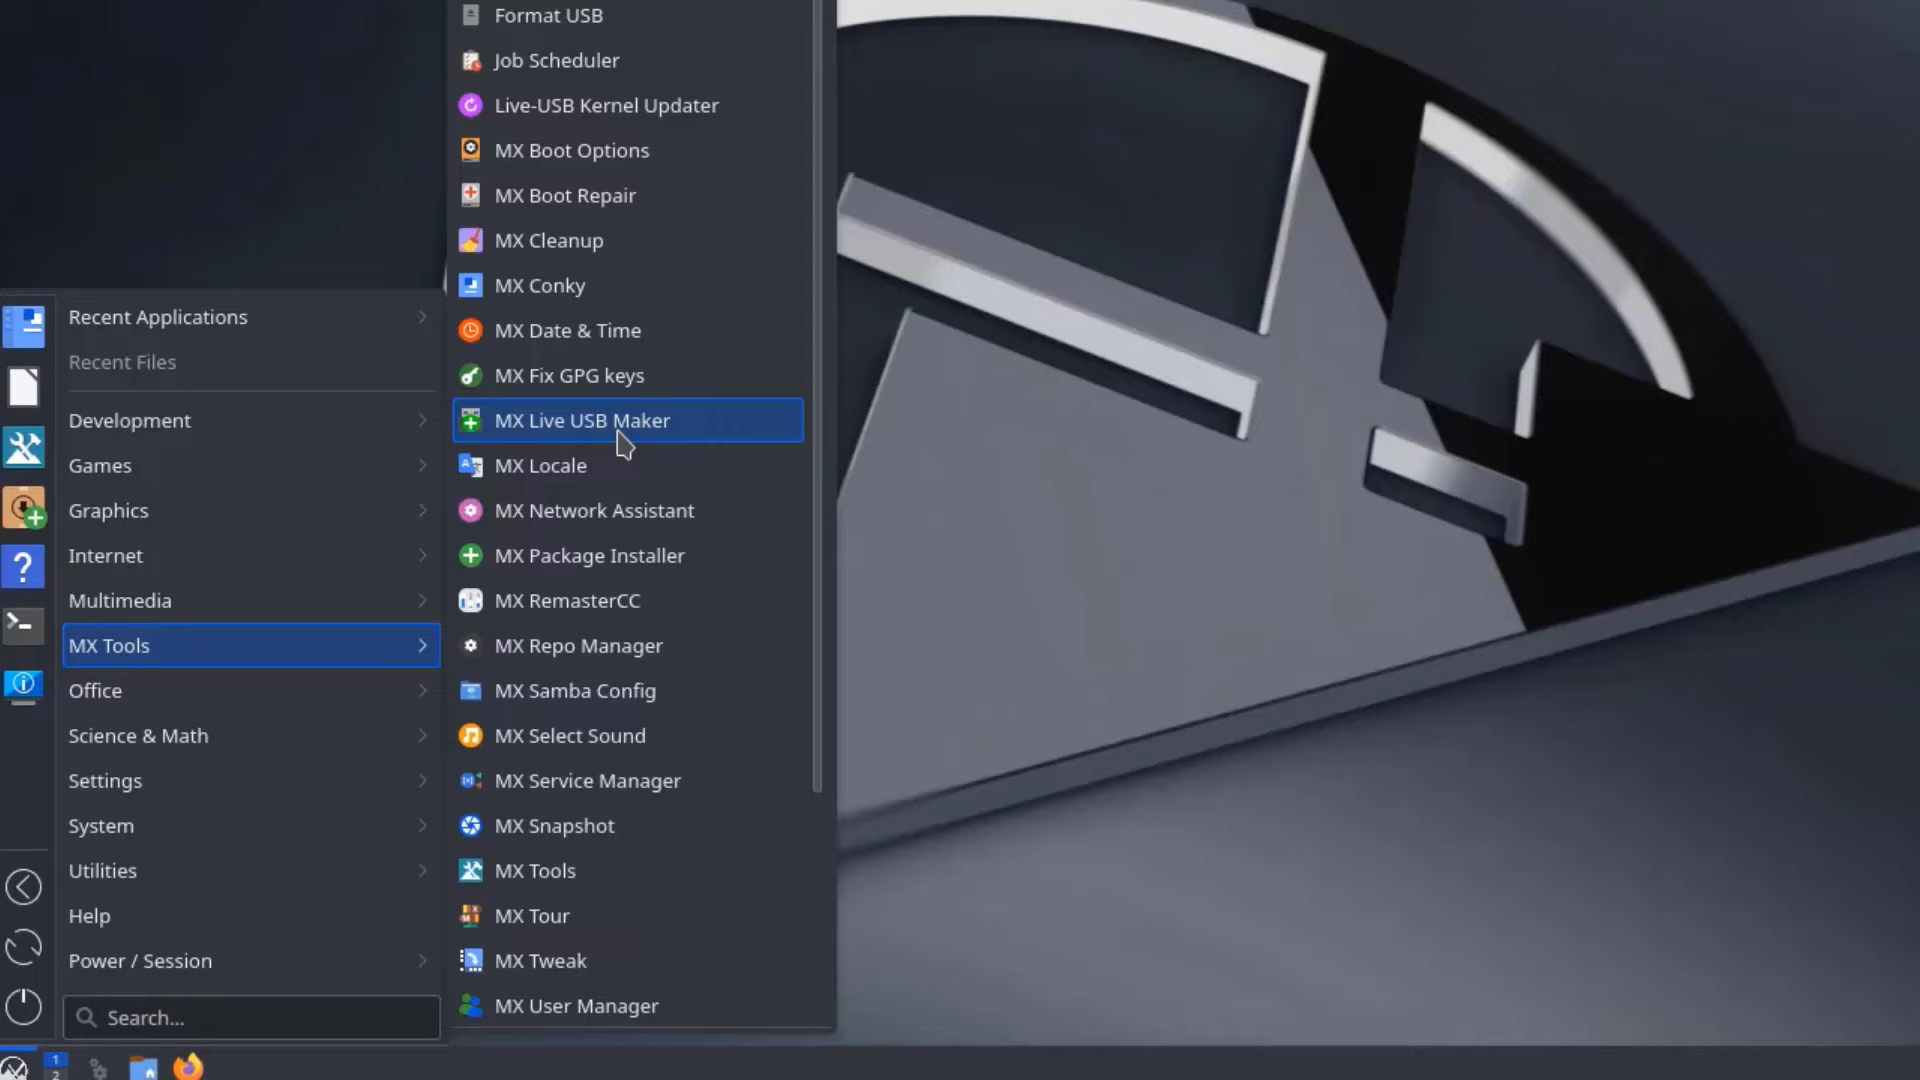 Recent Applications
Recent Files
Development
Games
Graphics
Internet
Multimedia
MX Tools
Office
Science & Math
Settings
System
Utilities
Help
Power / Session
Search...
Format USB
Job Scheduler
Live-USB Kernel Updater
MX Boot Options
MX Boot Repair
MX Cleanup
MX Conky
MX Date & Time
MX Fix GPG keys
MX Live USB Maker
MX Locale
MX Network Assistant
MX Package Installer
MX RemasterCC
MX Repo Manager
MX Samba Config
MX Select Sound
MX Service Manager
MX Snapshot
MX Tools
MX Tour
MX Tweak
MX User Manager
1
2